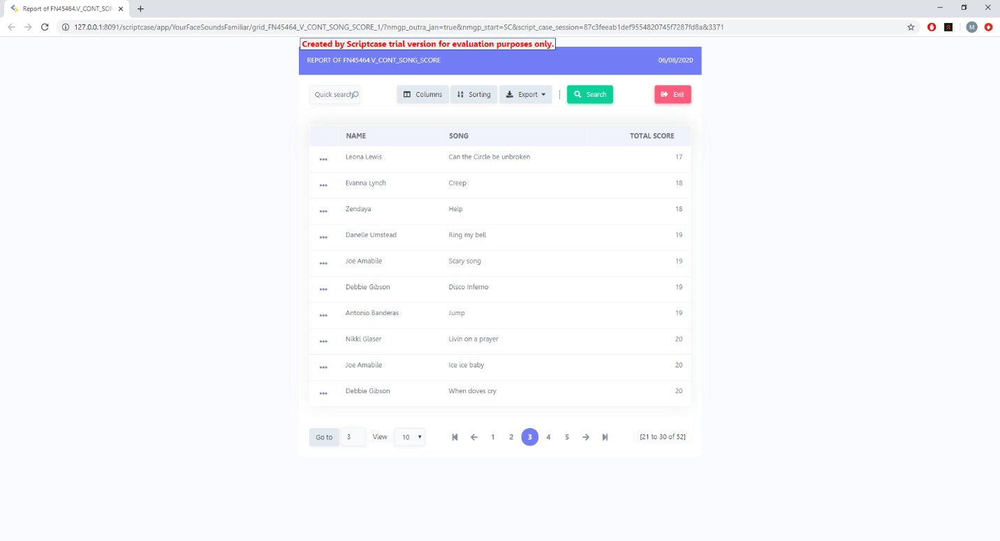 Report of FN45464.V_CONT_SON
127.0.0.1:8091/scriptcase/app/YourFaceSoundsFamiliar/grid_FN45464_V_CONT_SONG_SCORE_1/?nmgp_outra_jan=true&nmgp_start=SC&script_case_session=87c3feeab1def9554820745f7287fd8a&3371
M
Created by Scriptcase trial version for evaluation purposes only.
REPORT OF FN45464.V_CONT_SONG_SCORE 06/08/2020
Quick search Columns Sorting Export Search Exit
NAME SONG TOTAL SCORE
Leona Lewis Can the Circle be unbroken 17
Evanna Lynch Creep 18
Zendaya Help 18
Danelle Umstead Ring my bell 19
Joe Amabile Scary song 19
Debbie Gibson Disco Inferno 19
Antonio Banderas Jump 19
Nikki Glaser Livin on a prayer 20
Joe Amabile Ice ice baby 20
Debbie Gibson When doves cry 20
Go to 3 View 10 1 2 3 4 5 [21 to 30 of 52]